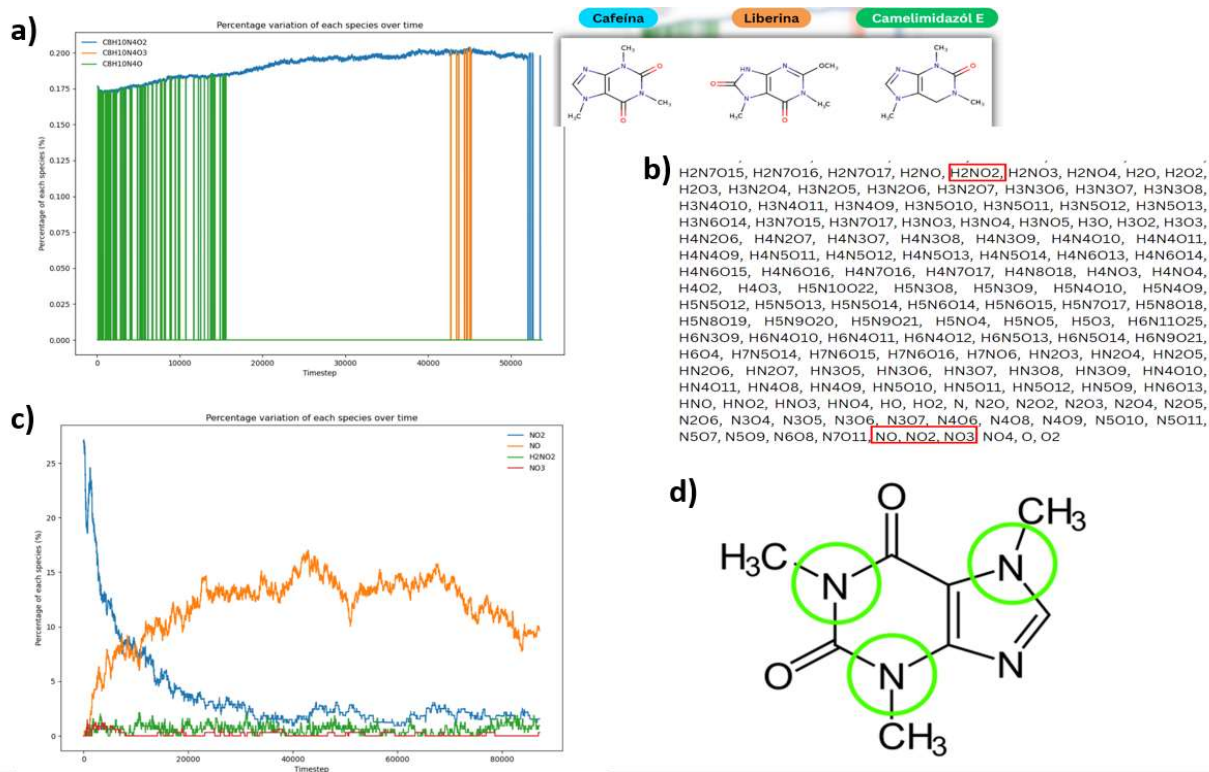 a)
Percentage variation of each species over time
C8H10N4O2
C8H10N4O3
C8H10N4O
Percentage of each species (%)
0.200
0.175
0.150
0.125
0.100
0.075
0.050
0.025
0.000
0 10000 20000 30000 40000 50000
Timestep
Cafeína Liberina Camelimidazól E
CH₃
H₃C
N
N
N
N
O
O
CH₃
HN
N
OCH₃
O
N
N
H₃C
O
CH₃
CH₃
N
N
O
N
N
H₃C
CH₃
b)
H2N7O15, H2N7O16, H2N7O17, H2NO, H2NO2, H2NO3, H2NO4, H2O, H2O2,
H2O3, H3N2O4, H3N2O5, H3N2O6, H3N2O7, H3N3O6, H3N3O7, H3N3O8,
H3N4O10, H3N4O11, H3N4O9, H3N5O10, H3N5O11, H3N5O12, H3N5O13,
H3N6O14, H3N7O15, H3N7O17, H3NO3, H3NO4, H3NO5, H3O, H3O2, H3O3,
H4N2O6, H4N2O7, H4N3O7, H4N3O8, H4N3O9, H4N4O10, H4N4O11,
H4N4O9, H4N5O11, H4N5O12, H4N5O13, H4N5O14, H4N6O13, H4N6O14,
H4N6O15, H4N6O16, H4N7O16, H4N7O17, H4N8O18, H4NO3, H4NO4,
H4O2, H4O3, H5N10O22, H5N3O8, H5N3O9, H5N4O10, H5N4O9,
H5N5O12, H5N5O13, H5N5O14, H5N6O14, H5N6O15, H5N7O17, H5N8O18,
H5N8O19, H5N9O20, H5N9O21, H5NO4, H5NO5, H5O3, H6N11O25,
H6N3O9, H6N4O10, H6N4O11, H6N4O12, H6N5O13, H6N5O14, H6N9O21,
H6O4, H7N5O14, H7N6O15, H7N6O16, H7NO6, HN2O3, HN2O4, HN2O5,
HN2O6, HN2O7, HN3O5, HN3O6, HN3O7, HN3O8, HN3O9, HN4O10,
HN4O11, HN4O8, HN4O9, HN5O10, HN5O11, HN5O12, HN5O9, HN6O13,
HNO, HNO2, HNO3, HNO4, HO, HO2, N, N2O, N2O2, N2O3, N2O4, N2O5,
N2O6, N3O4, N3O5, N3O6, N3O7, N4O6, N4O8, N4O9, N5O10, N5O11,
N5O7, N5O9, N6O8, N7O11, NO, NO2, NO3, NO4, O, O2
c)
Percentage variation of each species over time
NO2
NO
H2NO2
NO3
Percentage of each species (%)
25
20
15
10
5
0
0 20000 40000 60000 80000
Timestep
d)
O
CH₃
H₃C
N
N
O
N
N
CH₃